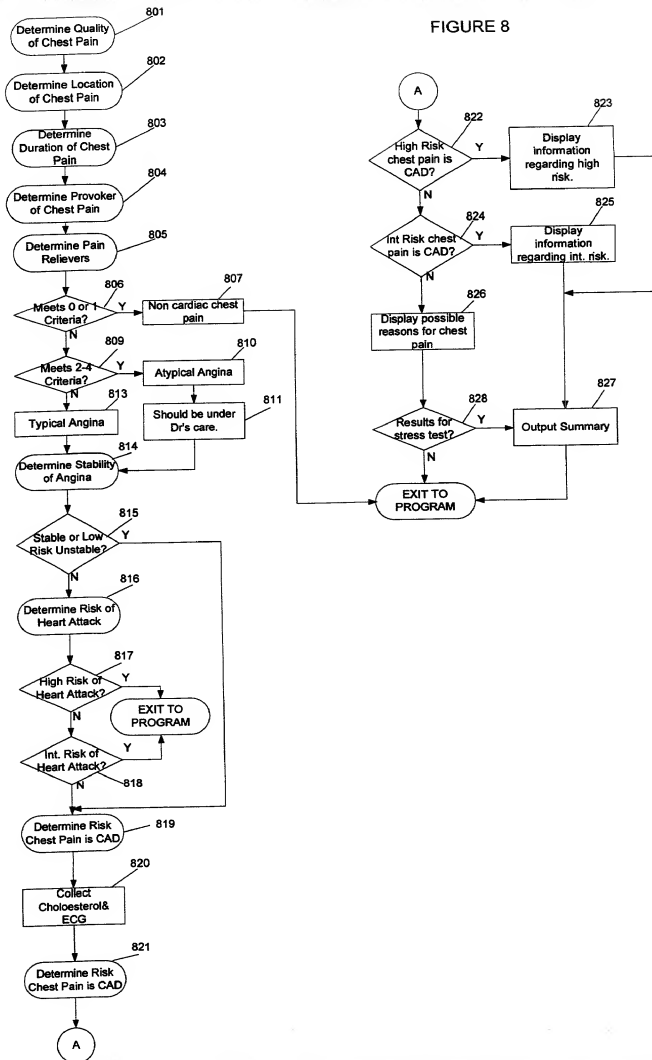 FIGURE 8
801
Determine Quality
of Chest Pain
802
Determine Location
of Chest Pain
803
Determine
Duration of Chest
Pain
804
Determine Provoker
of Chest Pain
805
Determine Pain
Relievers
806
Meets 0 or 1
Criteria?
Y
N
807
Non cardiac chest
pain
809
Meets 2-4
Criteria?
Y
N
810
Atypical Angina
811
Should be under
Dr's care.
813
Typical Angina
814
Determine Stability
of Angina
815
Stable or Low
Risk Unstable?
Y
N
816
Determine Risk of
Heart Attack
817
High Risk of
Heart Attack?
Y
N
EXIT TO
PROGRAM
Int. Risk of
Heart Attack?
Y
818
N
Determine Risk
Chest Pain is CAD
819
820
Collect
Choloesterol&
ECG
821
Determine Risk
Chest Pain is CAD
A
A
822
High Risk
chest pain is
CAD?
Y
N
823
Display
information
regarding high
risk.
824
Int Risk chest
pain is CAD?
Y
N
825
Display
information
regarding int. risk.
826
Display possible
reasons for chest
pain
828
Results for
stress test?
Y
N
827
Output Summary
EXIT TO
PROGRAM